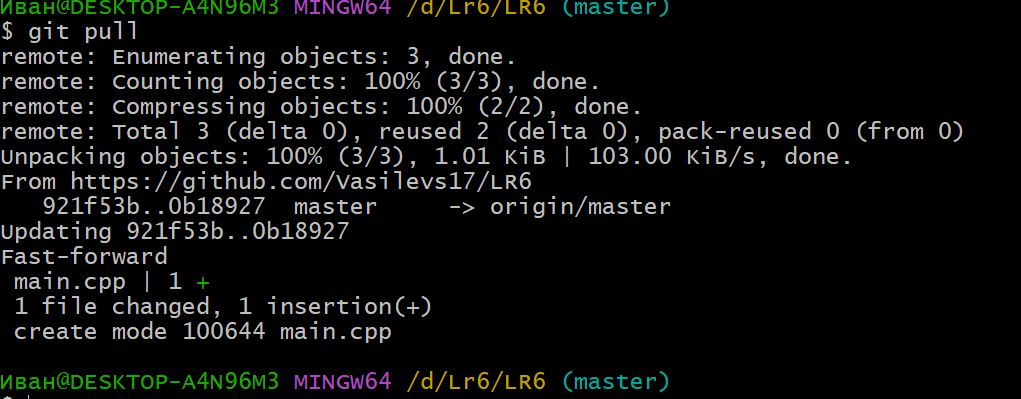 Иван@DESKTOP-A4N96M3 MINGW64 /d/Lr6/LR6 (master)
$ git pull
remote: Enumerating objects: 3, done.
remote: Counting objects: 100% (3/3), done.
remote: Compressing objects: 100% (2/2), done.
remote: Total 3 (delta 0), reused 2 (delta 0), pack-reused 0 (from 0)
Unpacking objects: 100% (3/3), 1.01 KiB | 103.00 KiB/s, done.
From https://github.com/Vasilevs17/LR6
   921f53b..0b18927  master     -> origin/master
Updating 921f53b..0b18927
Fast-forward
 main.cpp | 1 +
 1 file changed, 1 insertion(+)
 create mode 100644 main.cpp
Иван@DESKTOP-A4N96M3 MINGW64 /d/Lr6/LR6 (master)
$